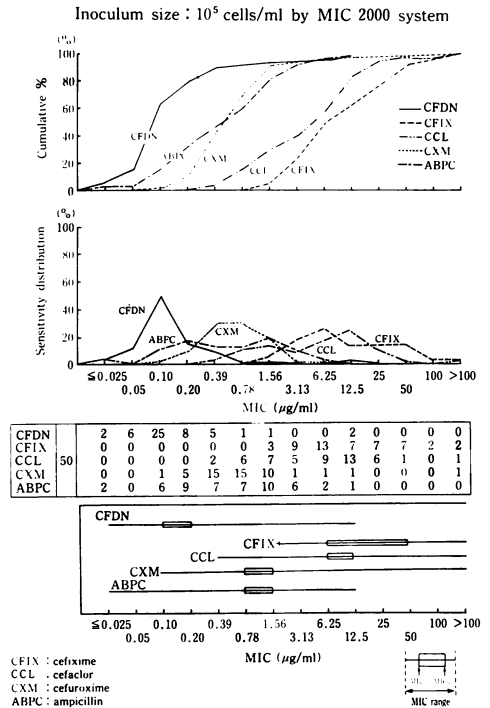 Inoculum size : 10⁵ cells/ml by MIC 2000 system
(%)
100
80
60
40
20
0
Cumulative %
CFDN
ABPC
CXM
CCL
CFIX
CFDN
CFIX
CCL
CXM
ABPC
(%)
100
80
60
40
20
0
Sensitivity distribution
CFDN
ABPC
CXM
CCL
CFIX
≦0.025 0.10 0.39 1.56 6.25 25 100 >100
0.05 0.20 0.78 3.13 12.5 50
MIC (μg/ml)
50
CFDN 2 6 25 8 5 1 1 0 0 2 0 0 0 0
CFIX 0 0 0 0 0 0 3 9 13 7 7 7 2 2
CCL 0 0 0 0 2 6 7 5 9 13 6 1 0 1
CXM 0 0 1 5 15 15 10 1 1 1 0 0 0 1
ABPC 2 0 6 9 7 7 10 6 2 1 0 0 0 0
CFDN
CFIX
CCL
CXM
ABPC
≦0.025 0.10 0.39 1.56 6.25 25 100 >100
0.05 0.20 0.78 3.13 12.5 50
MIC (μg/ml)
CFIX : cefixime
CCL : cefaclor
CXM : cefuroxime
ABPC : ampicillin
MIC range